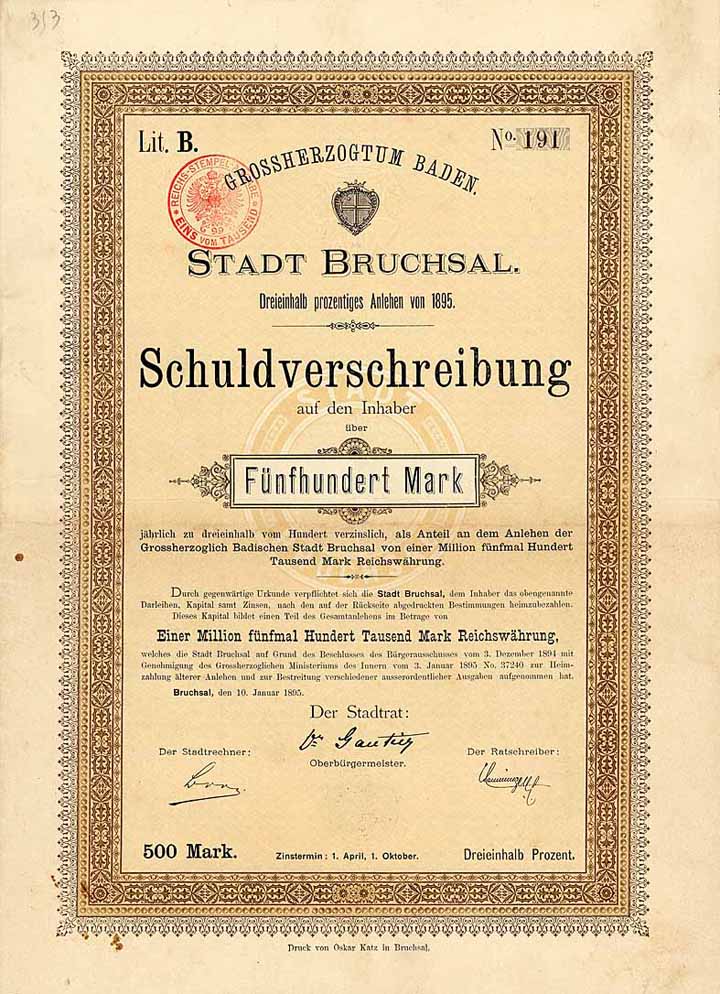 313
Lit. B. No. 191
REICHS-STEMPEL-ABGABE
EINS VOM TAUSEND
G 99
GROSSHERZOGTUM BADEN.
STADT BRUCHSAL.
Dreieinhalb prozentiges Anlehen von 1895.
Schuldverschreibung
auf den Inhaber
über
STADT
Fünfhundert Mark
jährlich zu dreieinhalb vom Hundert verzinslich, als Anteil an dem Anlehen der
Grossherzoglich Badischen Stadt Bruchsal von einer Million fünfmal Hundert
Tausend Mark Reichswährung.
Durch gegenwärtige Urkunde verpflichtet sich die Stadt Bruchsal, dem Inhaber das obengenannte
Darleihen, Kapital samt Zinsen, nach den auf der Rückseite abgedruckten Bestimmungen heimzubezahlen.
Dieses Kapital bildet einen Teil des Gesamtanlehens im Betrage von
Einer Million fünfmal Hundert Tausend Mark Reichswährung,
welches die Stadt Bruchsal auf Grund des Beschlusses des Bürgerausschusses vom 3. Dezember 1894 mit
Genehmigung des Grossherzoglichen Ministeriums des Innern vom 3. Januar 1895 No. 37240 zur Heim-
zahlung älterer Anlehen und zur Bestreitung verschiedener ausserordentlicher Ausgaben aufgenommen hat.
Bruchsal, den 10. Januar 1895.
Der Stadtrat:
Der Stadtrechner:
Oberbürgermeister.
Der Ratschreiber:
500 Mark. Zinstermin: 1. April, 1. Oktober. Dreieinhalb Prozent.
Druck von Oskar Katz in Bruchsal.